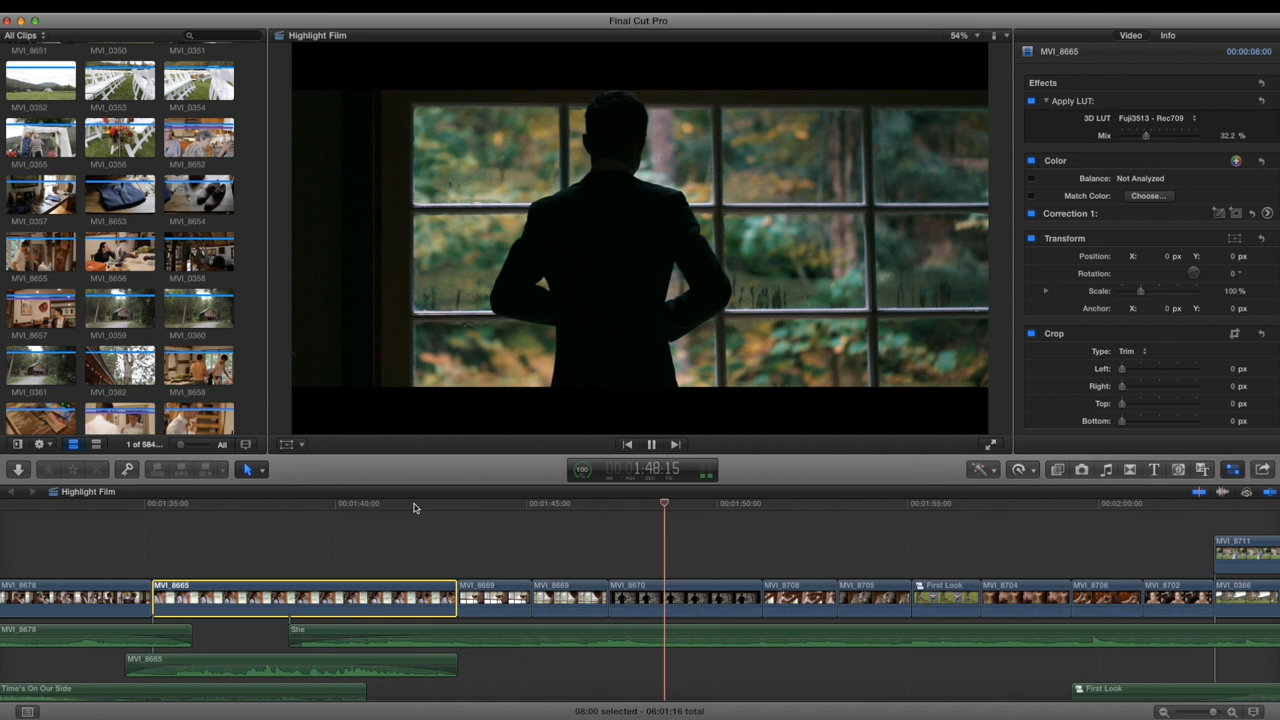 Final Cut Pro
All Clips
Highlight Film
54%
Video
Info
MVI_8651
MVI_0350
MVI_0351
MVI_8665
00:00:08:00
Effects
Apply LUT:
3D LUT
Fuji3513 - Rec709
Mix
32.2 %
MVI_0352
MVI_0353
MVI_0354
Color
MVI_0355
MVI_0356
MVI_8652
Balance:
Not Analyzed
Match Color:
Choose...
Correction 1:
MVI_0357
MVI_8653
MVI_8654
Transform
Position:
X:
0 px
Y:
0 px
Rotation:
0 °
MVI_8655
MVI_8656
MVI_0358
Scale:
100 %
Anchor:
X:
0 px
Y:
0 px
MVI_8657
MVI_0359
MVI_0360
Crop
Type:
Trim
Left:
0 px
Right:
0 px
MVI_0361
MVI_0362
MVI_8658
Top:
0 px
Bottom:
0 px
1 of 584...
All
100
1:48:15
HR
MIN
SEC
FR
Highlight Film
00:01:35:00
00:01:40:00
00:01:45:00
00:01:50:00
00:01:55:00
00:02:00:00
MVI_8711
MVI_8678
MVI_8665
MVI_8669
MVI_8669
MVI_8670
MVI_8708
MVI_8705
First Look
MVI_8704
MVI_8706
MVI_8702
MVI_0366
MVI_8678
She
MVI_8665
Time's On Our Side
First Look
08:00 selected - 06:01:16 total